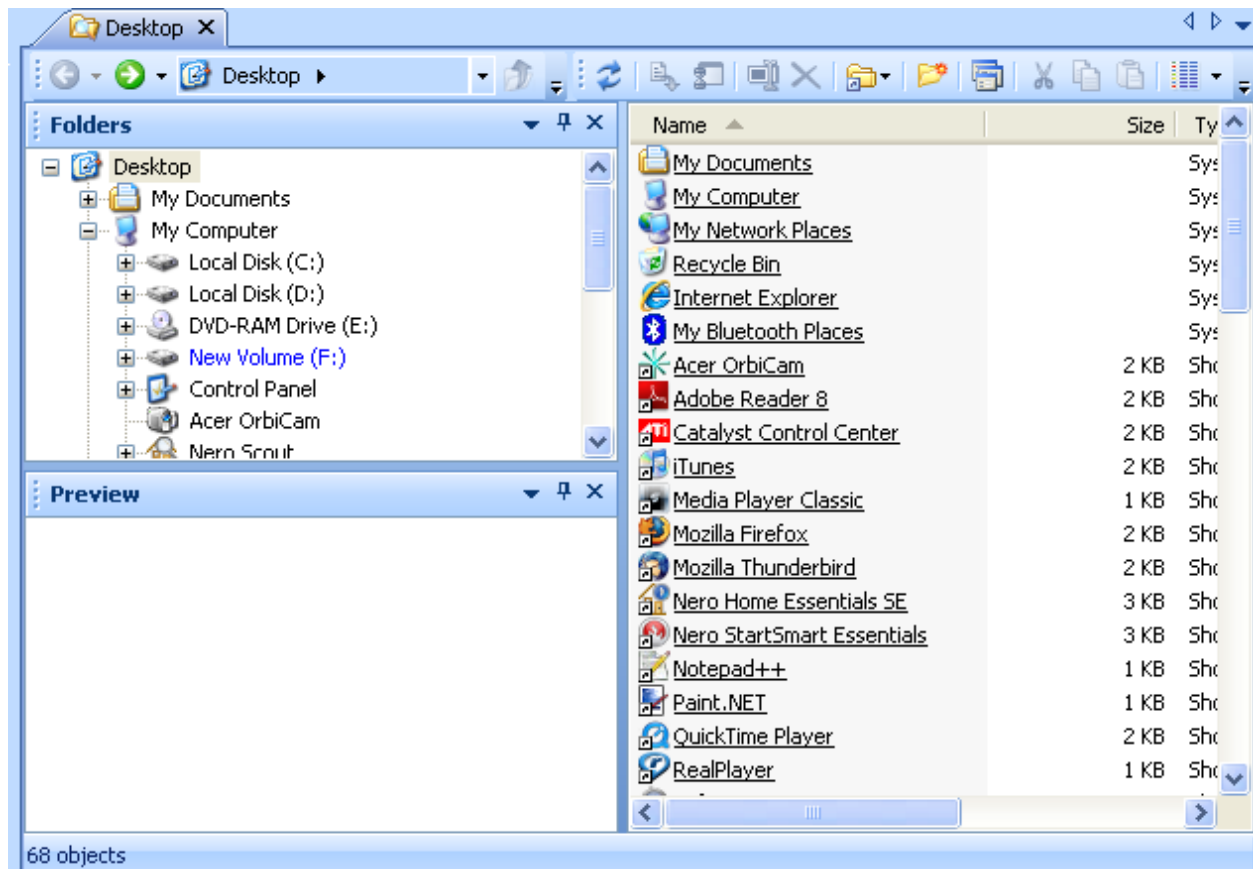 Desktop
Desktop
Folders
Desktop
My Documents
My Computer
Local Disk (C:)
Local Disk (D:)
DVD-RAM Drive (E:)
New Volume (F:)
Control Panel
Acer OrbiCam
Nero Scout
Preview
Name Size Ty
My Documents Sys
My Computer Sys
My Network Places Sys
Recycle Bin Sys
Internet Explorer Sys
My Bluetooth Places Sys
Acer OrbiCam 2 KB Sho
Adobe Reader 8 2 KB Sho
Catalyst Control Center 2 KB Sho
iTunes 2 KB Sho
Media Player Classic 1 KB Sho
Mozilla Firefox 2 KB Sho
Mozilla Thunderbird 2 KB Sho
Nero Home Essentials SE 3 KB Sho
Nero StartSmart Essentials 3 KB Sho
Notepad++ 1 KB Sho
Paint.NET 1 KB Sho
QuickTime Player 2 KB Sho
RealPlayer 1 KB Sho
68 objects